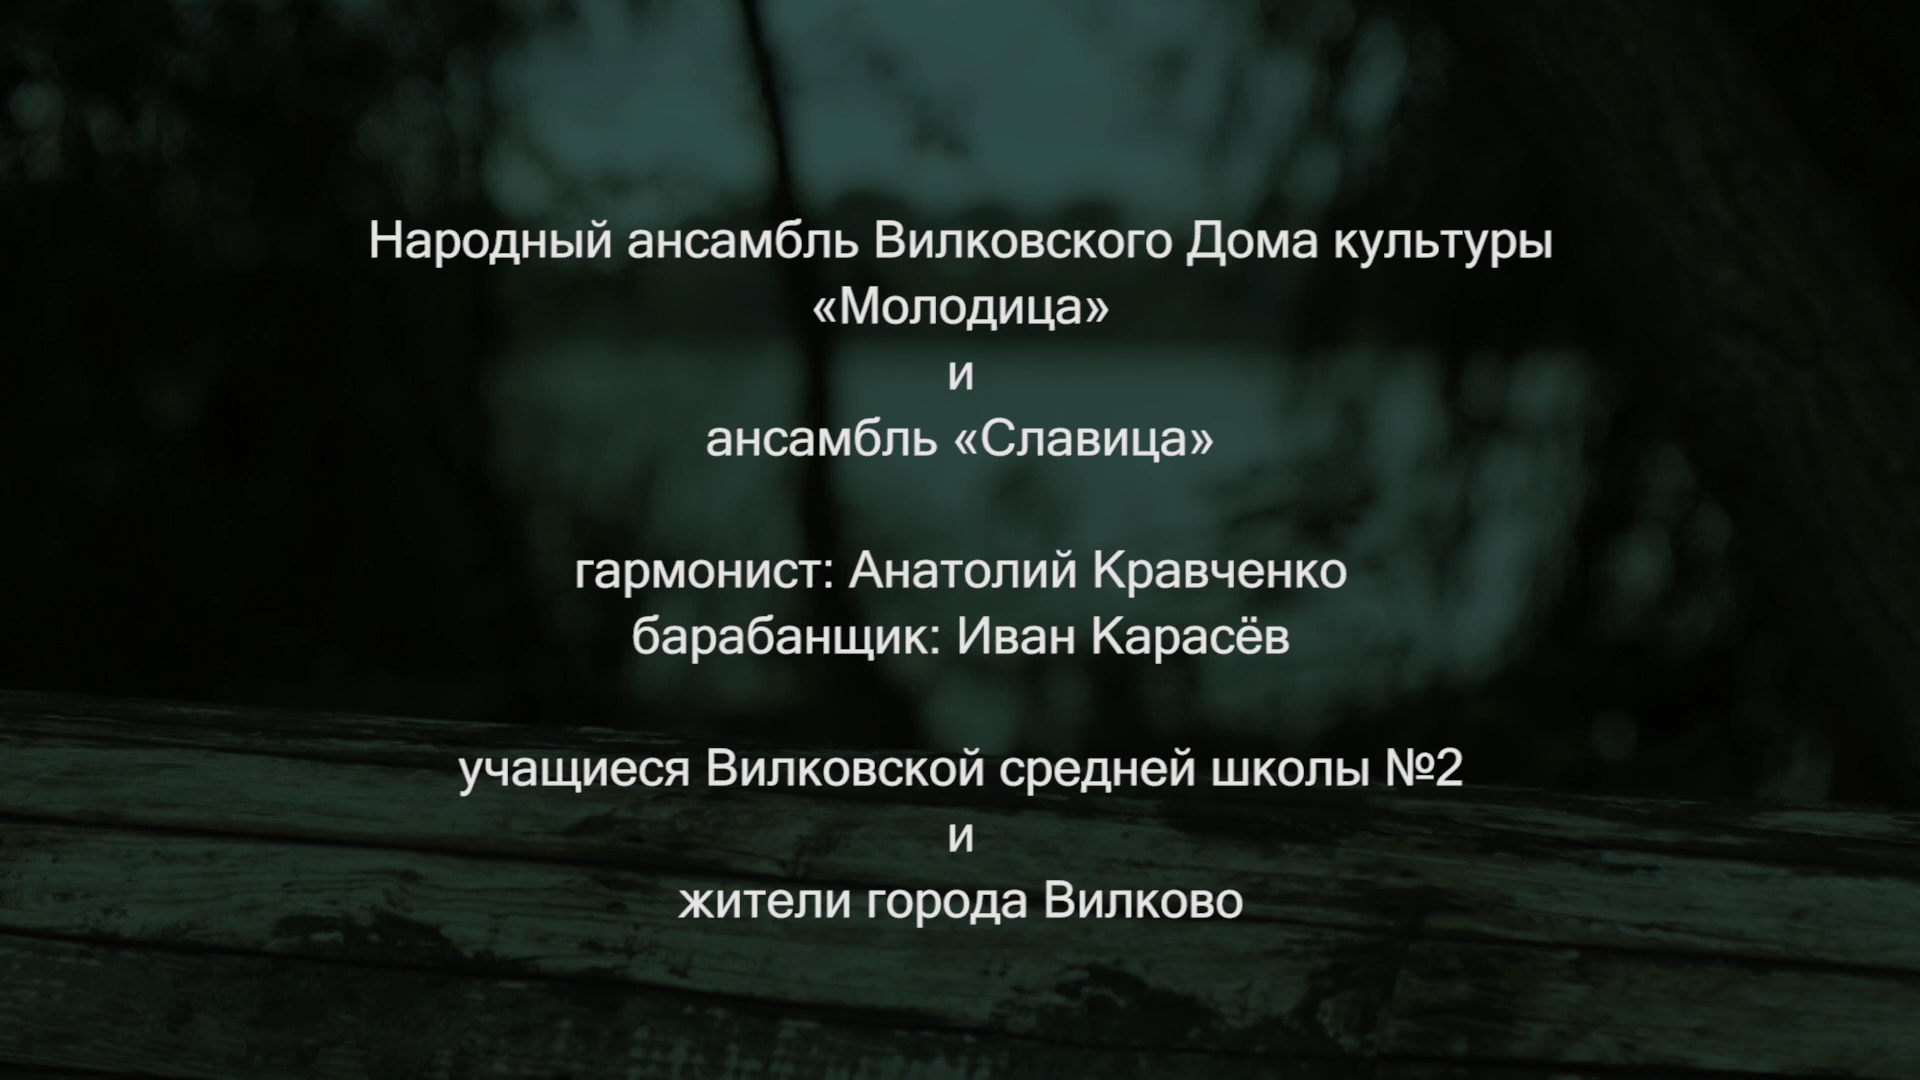 Народный ансамбль Вилковского Дома культуры
«Молодица»
и
ансамбль «Славица»
гармонист: Анатолий Кравченко
барабанщик: Иван Карасёв
учащиеся Вилковской средней школы №2
и
жители города Вилково